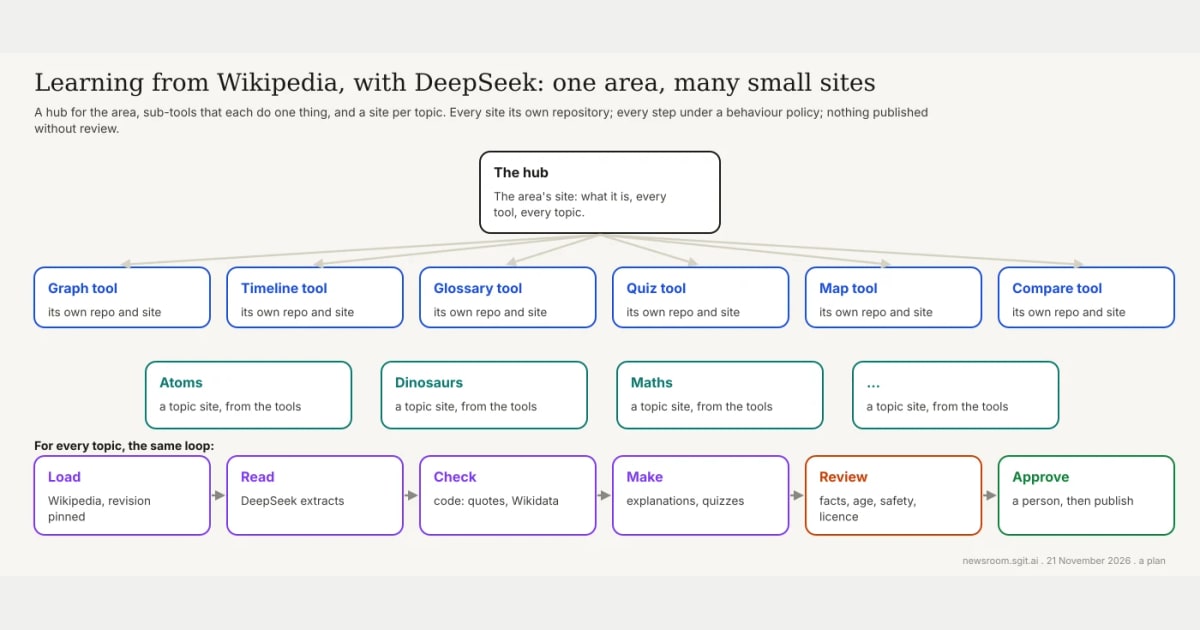 Learning from Wikipedia, with DeepSeek: one area, many small sites
A hub for the area, sub-tools that each do one thing, and a site per topic. Every site its own repository; every step under a behaviour policy; nothing published
without review.
The hub
The area's site: what it is, every
tool, every topic.
Graph tool
its own repo and site
Timeline tool
its own repo and site
Glossary tool
its own repo and site
Quiz tool
its own repo and site
Map tool
its own repo and site
Compare tool
its own repo and site
Atoms
a topic site, from the tools
Dinosaurs
a topic site, from the tools
Maths
a topic site, from the tools
...
a topic site, from the tools
For every topic, the same loop:
Load
Wikipedia, revision
pinned
Read
DeepSeek extracts
Check
code: quotes, Wikidata
Make
explanations, quizzes
Review
facts, age, safety,
licence
Approve
a person, then publish
newsroom.sgit.ai . 21 November 2026 . a plan